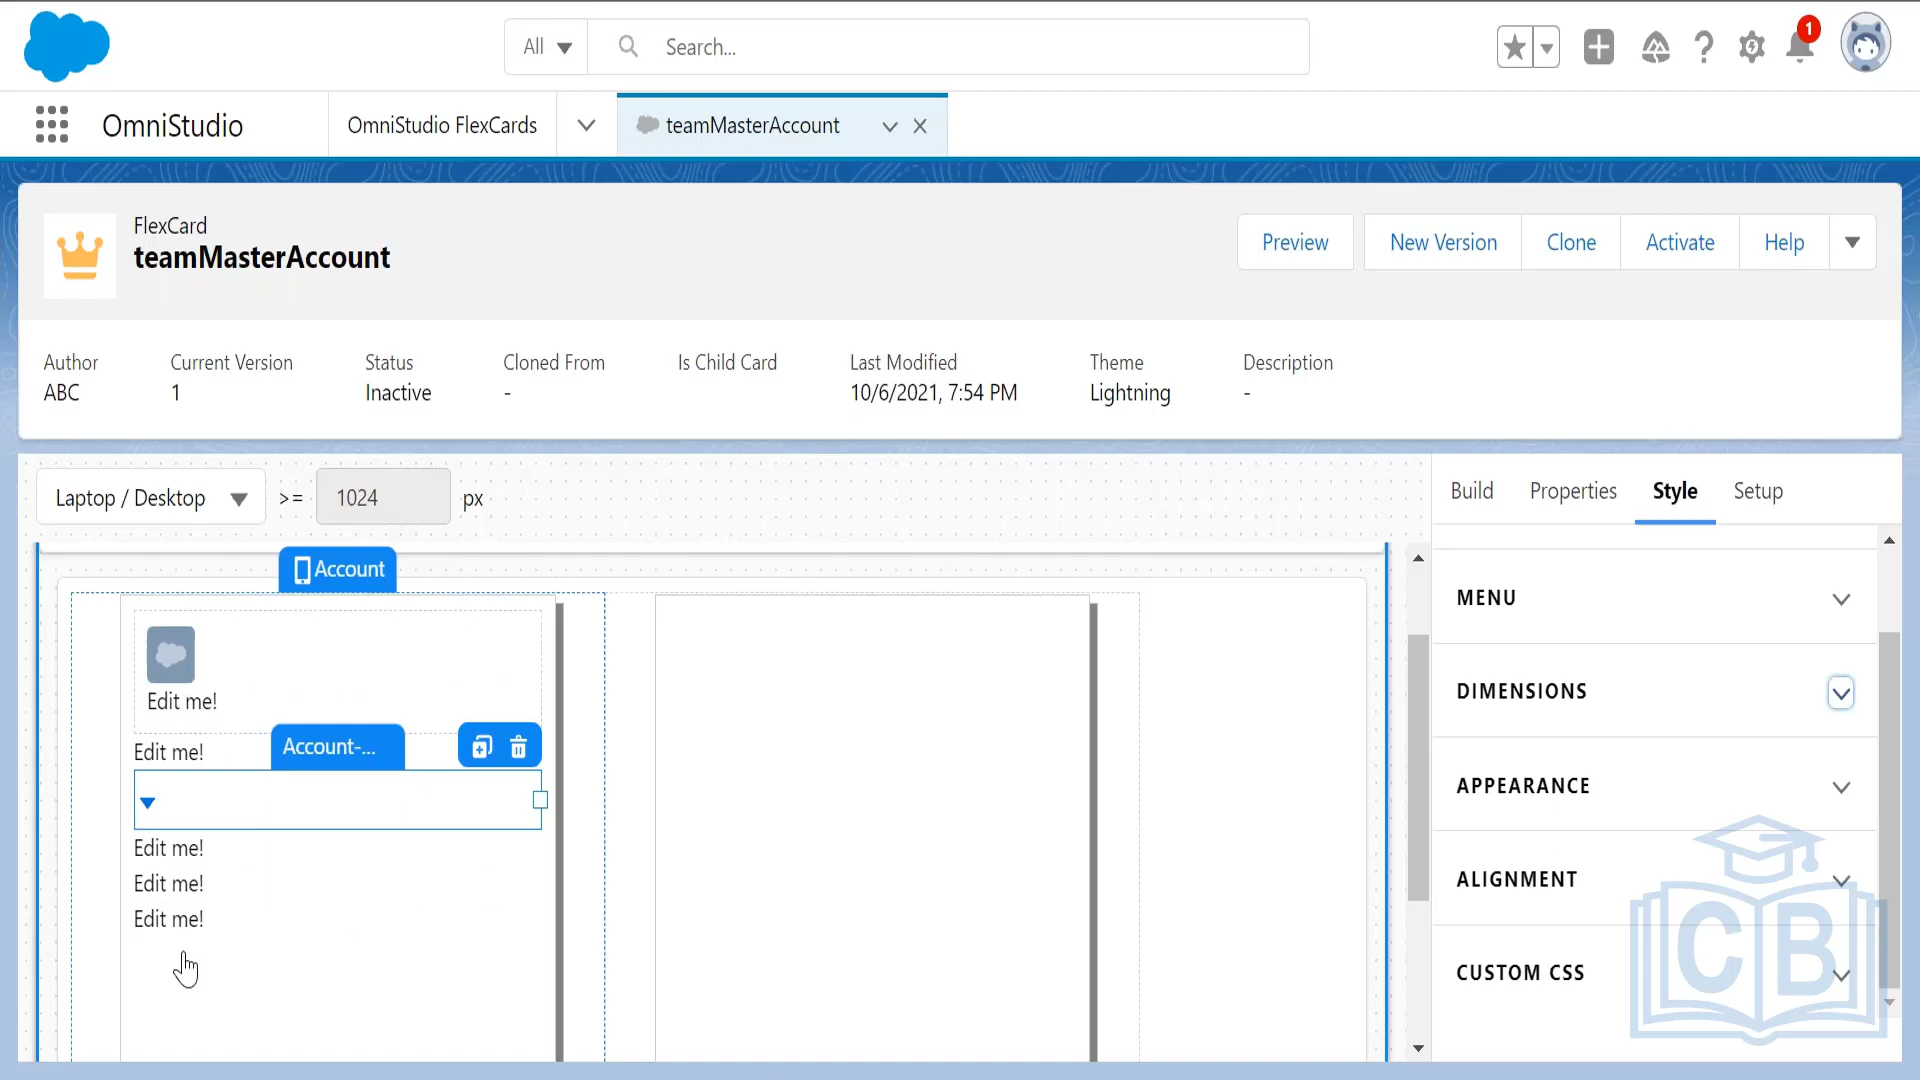 All
Search...
1
OmniStudio
OmniStudio FlexCards
teamMasterAccount
FlexCard
teamMasterAccount
Preview
New Version
Clone
Activate
Help
Author
ABC
Current Version
1
Status
Inactive
Cloned From
-
Is Child Card
Last Modified
10/6/2021, 7:54 PM
Theme
Lightning
Description
-
Laptop / Desktop
>=
1024
px
Build
Properties
Style
Setup
Account
Edit me!
Edit me!
Account-...
Edit me!
Edit me!
Edit me!
MENU
DIMENSIONS
APPEARANCE
ALIGNMENT
CUSTOM CSS
CB